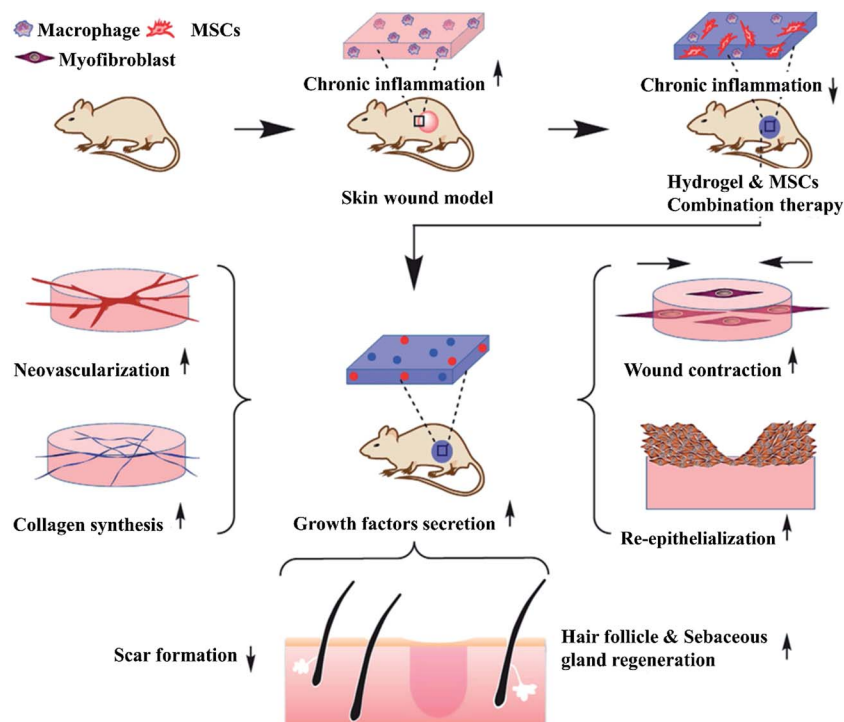 Macrophage
MSCs
Myofibroblast
Chronic inflammation
Chronic inflammation
Skin wound model
Hydrogel & MSCs
Combination therapy
Neovascularization
Wound contraction
Collagen synthesis
Growth factors secretion
Re-epithelialization
Scar formation
Hair follicle & Sebaceous
gland regeneration